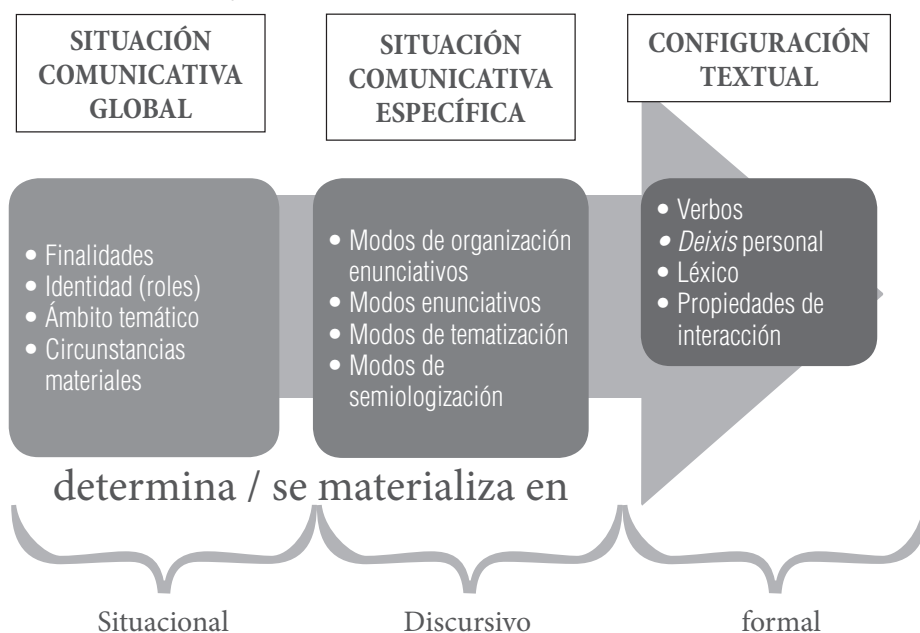 SITUACIÓN
COMUNICATIVA
GLOBAL
SITUACIÓN
COMUNICATIVA
ESPECÍFICA
CONFIGURACIÓN
TEXTUAL
• Finalidades
• Identidad (roles)
• Ámbito temático
• Circunstancias
materiales
• Modos de organización
enunciativos
• Modos enunciativos
• Modos de tematización
• Modos de
semiologización
• Verbos
• Deixis personal
• Léxico
• Propiedades de
interacción
determina / se materializa en
Situacional
Discursivo
formal